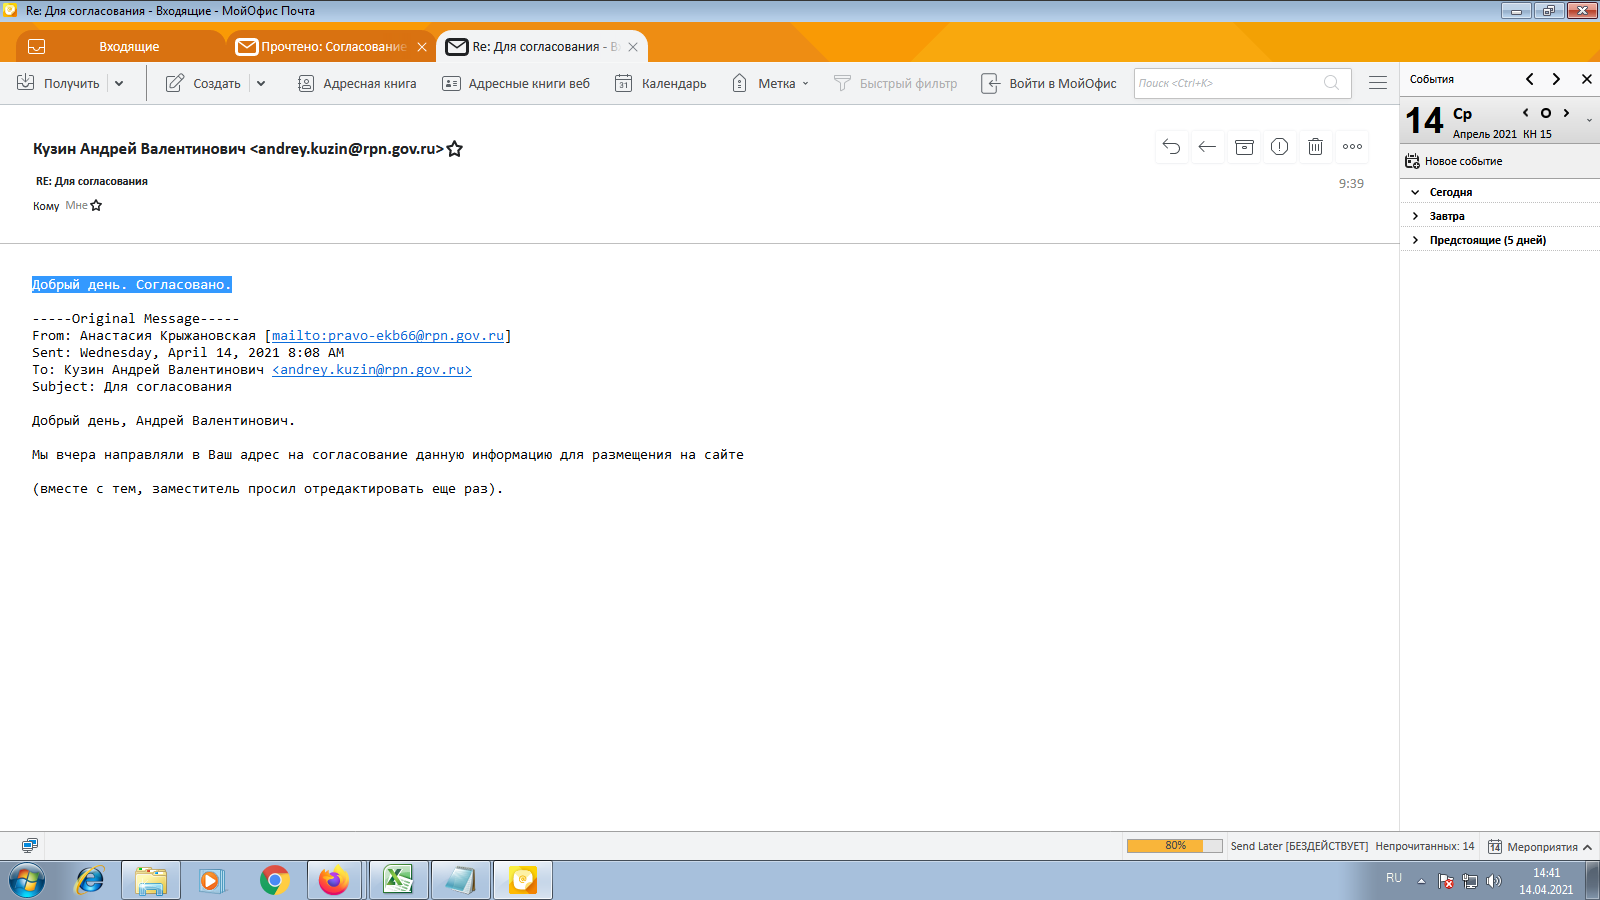 Re: Для согласования - Входящие - МойОфис Почта
Входящие
Прочтено: Согласование
Re: Для согласования - В
Получить
Создать
Адресная книга
Адресные книги веб
31
Календарь
Метка
Быстрый фильтр
Войти в МойОфис
Поиск <Ctrl+K>
События
14 Ср
Апрель 2021 КН 15
Новое событие
Сегодня
Завтра
Предстоящие (5 дней)
Кузин Андрей Валентинович <andrey.kuzin@rpn.gov.ru>
RE: Для согласования
9:39
Кому Мне
Добрый день. Согласовано.
-----Original Message-----
From: Анастасия Крыжановская [mailto:pravo-ekb66@rpn.gov.ru]
Sent: Wednesday, April 14, 2021 8:08 AM
To: Кузин Андрей Валентинович <andrey.kuzin@rpn.gov.ru>
Subject: Для согласования
Добрый день, Андрей Валентинович.
Мы вчера направляли в Ваш адрес на согласование данную информацию для размещения на сайте
(вместе с тем, заместитель просил отредактировать еще раз).
80%
Send Later [БЕЗДЕЙСТВУЕТ]
Непрочитанных: 14
14
Мероприятия
RU
14:41
14.04.2021